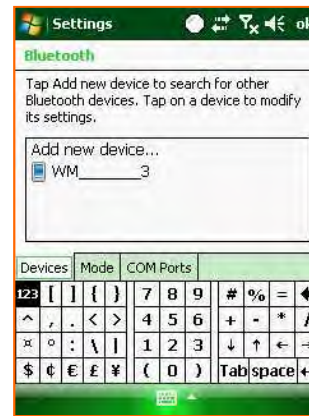 Settings
ok
Bluetooth
Tap Add new device to search for other
Bluetooth devices. Tap on a device to modify
its settings.
Add new device...
WM______3
Devices Mode COM Ports
123 [ ] { } 7 8 9 # % =
^ , . < > 4 5 6 + - * /
¤ ° : \ | 1 2 3 ↓ ↑ ← →
$ ¢ € £ ¥ ( 0 ) Tab space